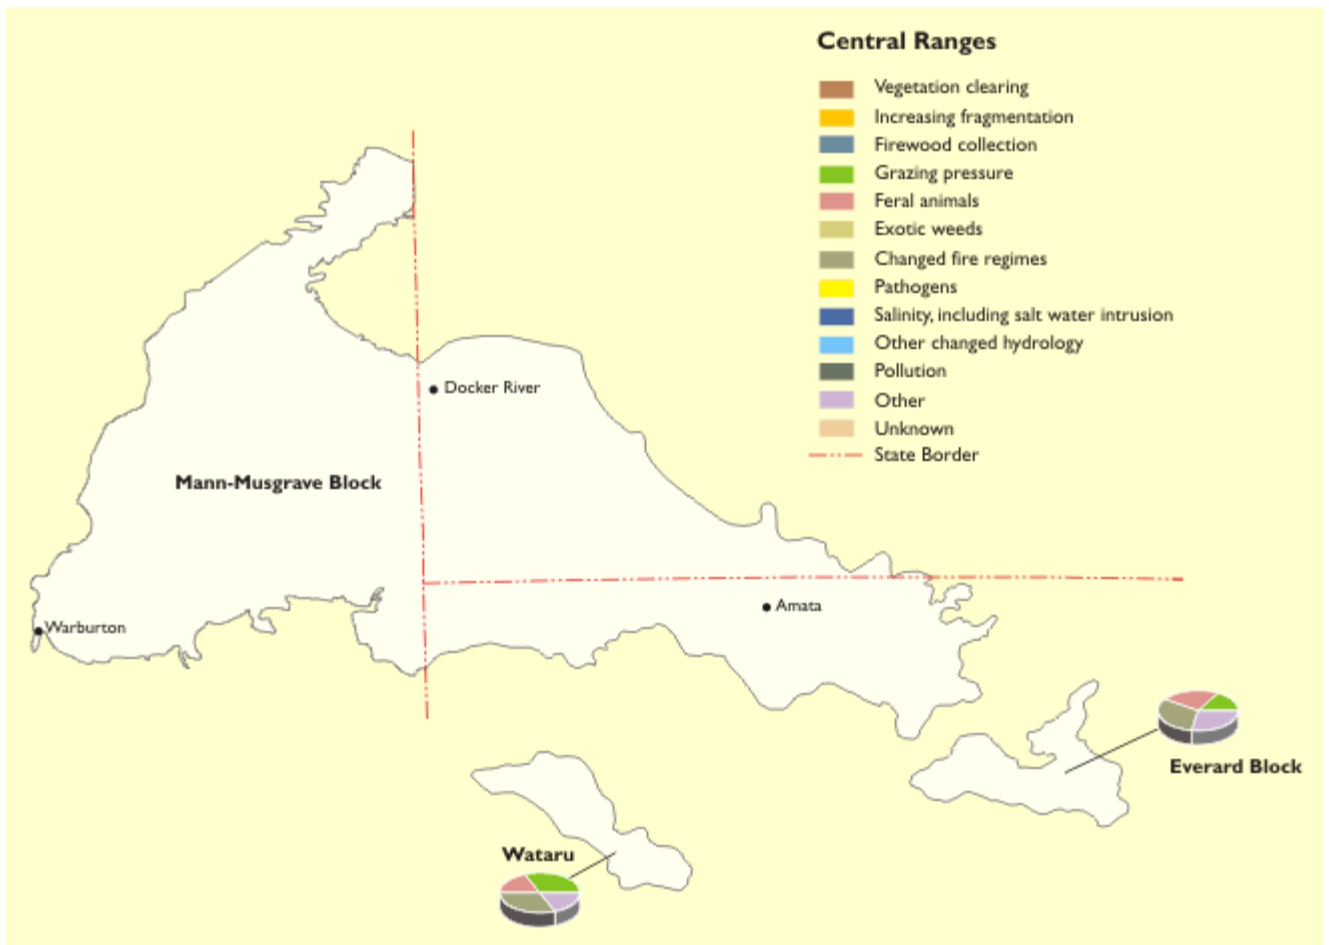 Central Ranges
Vegetation clearing
Increasing fragmentation
Firewood collection
Grazing pressure
Feral animals
Exotic weeds
Changed fire regimes
Pathogens
Salinity, including salt water intrusion
Other changed hydrology
Pollution
Other
Unknown
State Border
Docker River
Mann-Musgrave Block
Amata
Warburton
Everard Block
Wataru